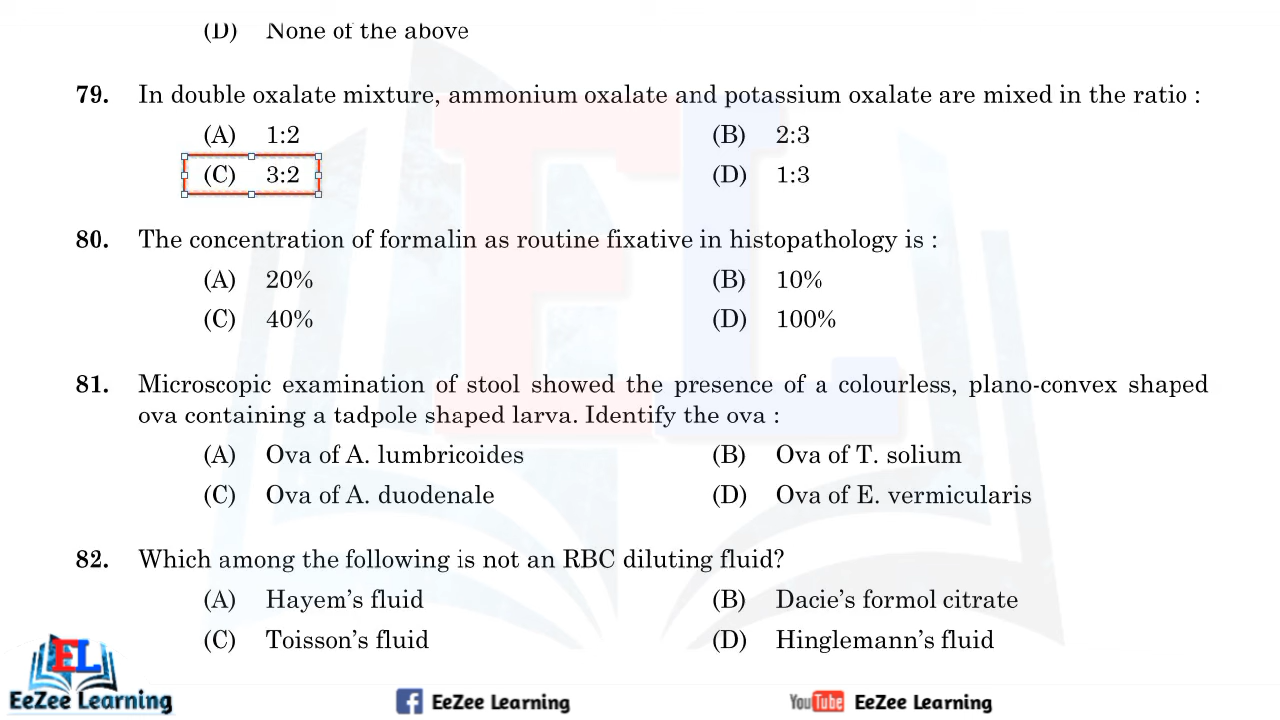 (D) None of the above
79. In double oxalate mixture, ammonium oxalate and potassium oxalate are mixed in the ratio :
(A) 1:2 (B) 2:3
(C) 3:2 (D) 1:3
80. The concentration of formalin as routine fixative in histopathology is :
(A) 20% (B) 10%
(C) 40% (D) 100%
81. Microscopic examination of stool showed the presence of a colourless, plano-convex shaped
ova containing a tadpole shaped larva. Identify the ova :
(A) Ova of A. lumbricoides (B) Ova of T. solium
(C) Ova of A. duodenale (D) Ova of E. vermicularis
82. Which among the following is not an RBC diluting fluid?
(A) Hayem's fluid (B) Dacie's formol citrate
(C) Toisson's fluid (D) Hinglemann's fluid
EL
EL
EeZee Learning
f EeZee Learning
YouTube EeZee Learning